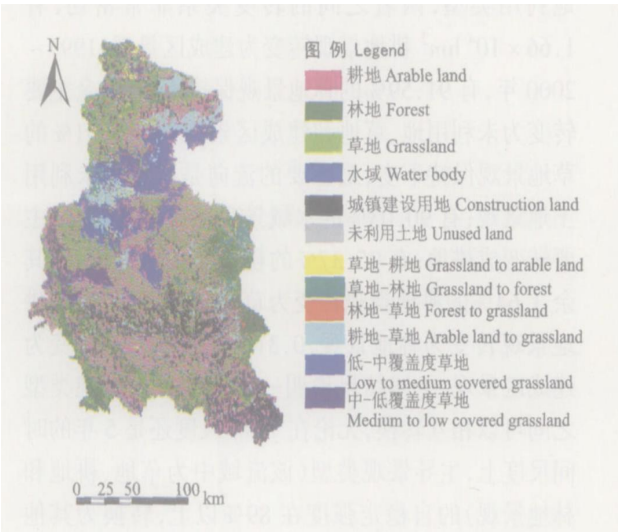 N
图 例 Legend
耕地 Arable land
林地 Forest
草地 Grassland
水域 Water body
城镇建设用地 Construction land
未利用土地 Unused land
草地-耕地 Grassland to arable land
草地-林地 Grassland to forest
林地-草地 Forest to grassland
耕地-草地 Arable land to grassland
低-中覆盖度草地
Low to medium covered grassland
中-低覆盖度草地
Medium to low covered grassland
0 25 50 100 km